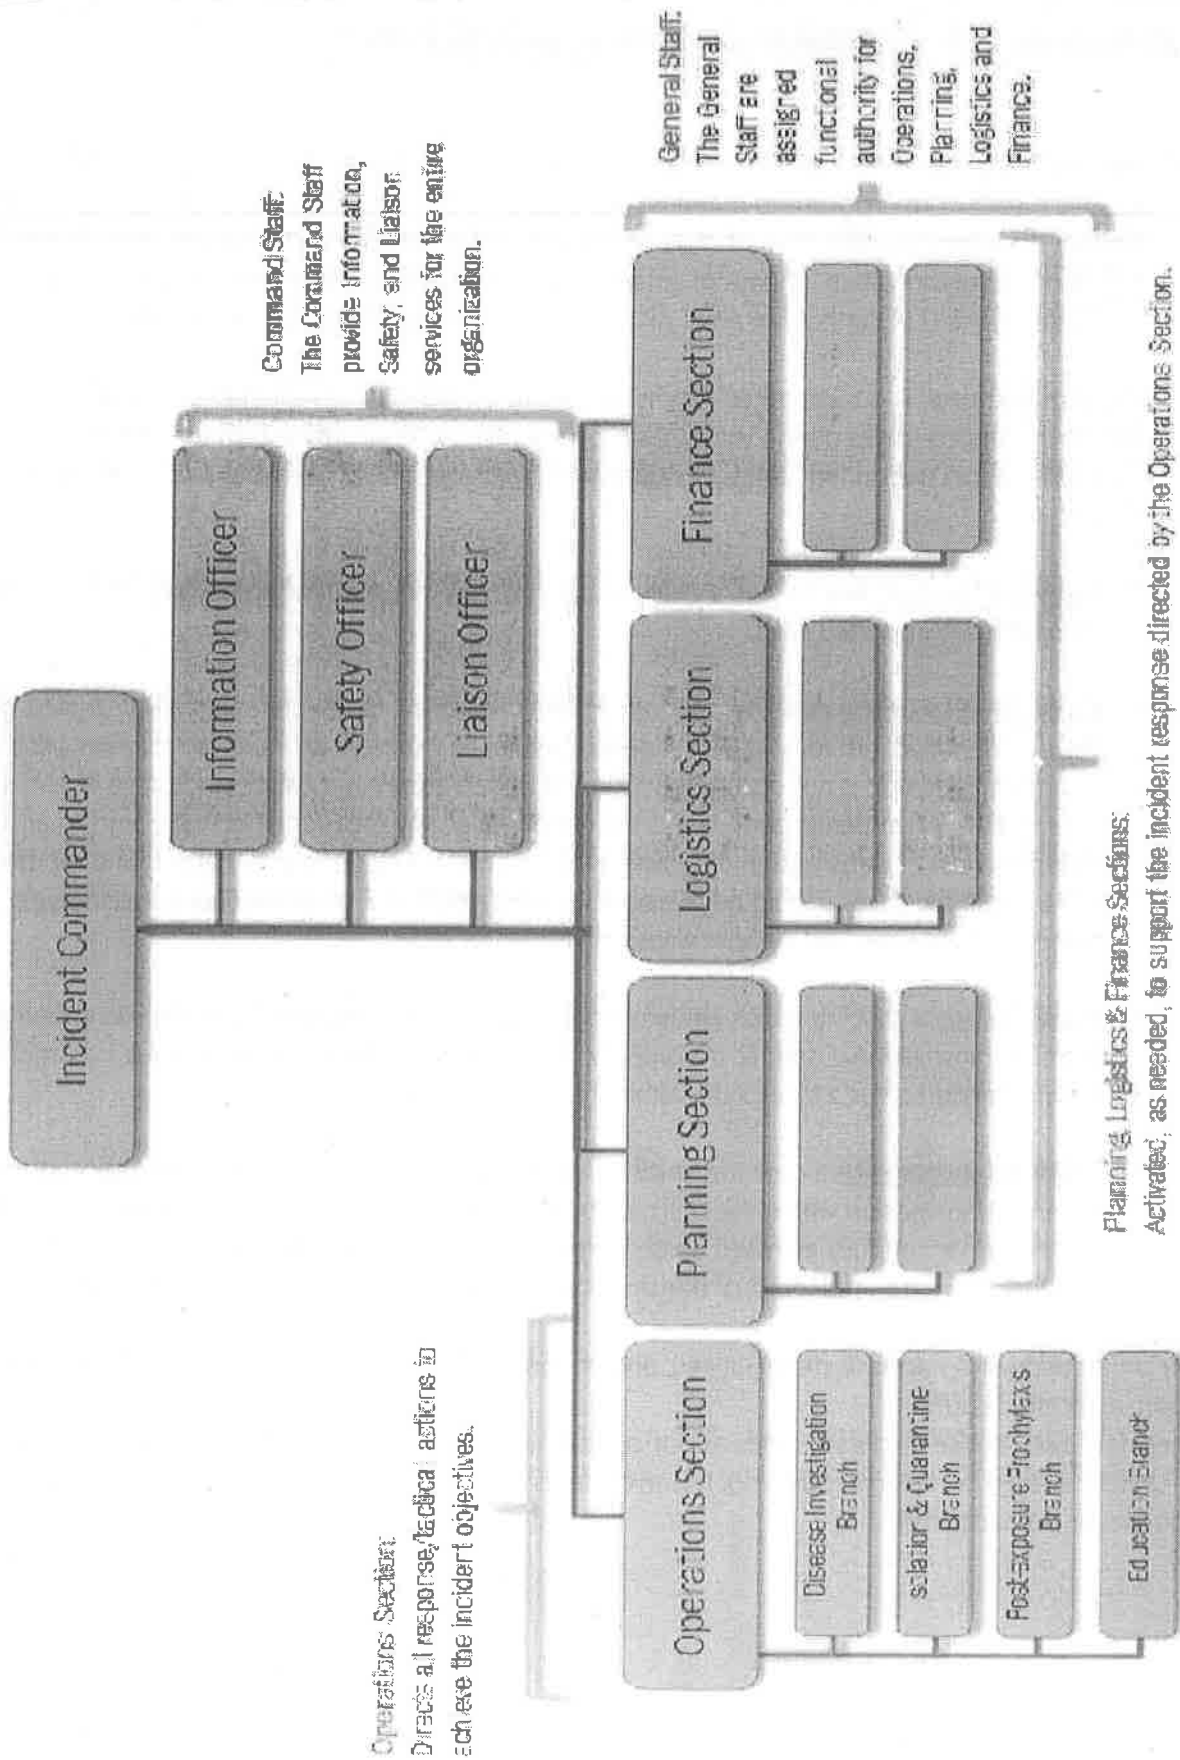 Incident Commander
Information Officer
Safety Officer
Liaison Officer
Command Staff:
The Command Staff
provide Information,
Safety, and Liaison
services for the entire
organization.
Operations Section:
Directs all response/tactical actions to
achieve the incident objectives.
Operations Section
Planning Section
Logistics Section
Finance Section
General Staff:
The General
Staff are
assigned
functional
authority for
Operations,
Planning,
Logistics and
Finance.
Disease Investigation
Branch
Isolation & Quarantine
Branch
Post-exposure Prophylaxis
Branch
Education Branch
Planning, Logistics & Finance Sections:
Activated, as needed, to support the incident response directed by the Operations Section.